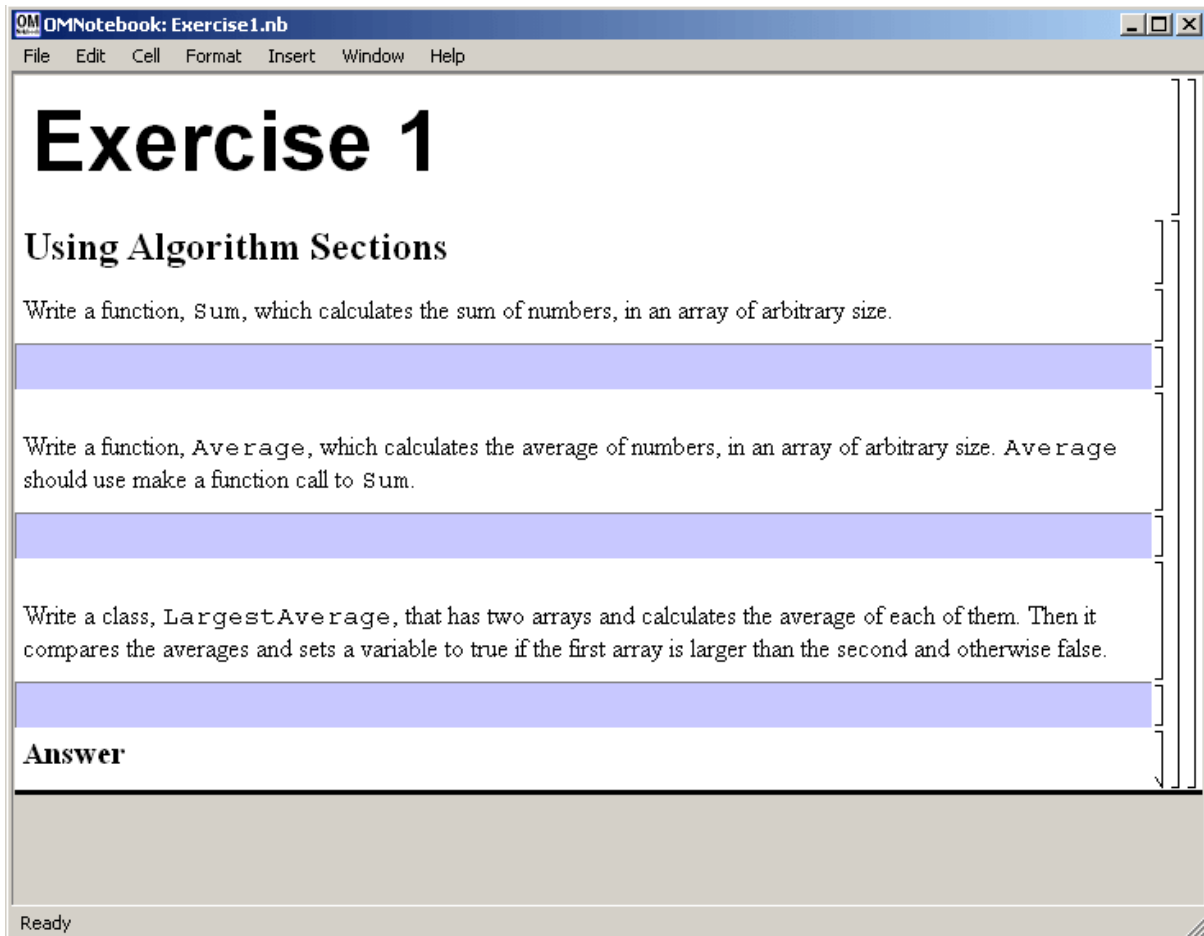 OMNotebook: Exercise1.nb
File Edit Cell Format Insert Window Help
Exercise 1
Using Algorithm Sections
Write a function, Sum, which calculates the sum of numbers, in an array of arbitrary size.
Write a function, Average, which calculates the average of numbers, in an array of arbitrary size. Average
should use make a function call to Sum.
Write a class, LargestAverage, that has two arrays and calculates the average of each of them. Then it
compares the averages and sets a variable to true if the first array is larger than the second and otherwise false.
Answer
Ready